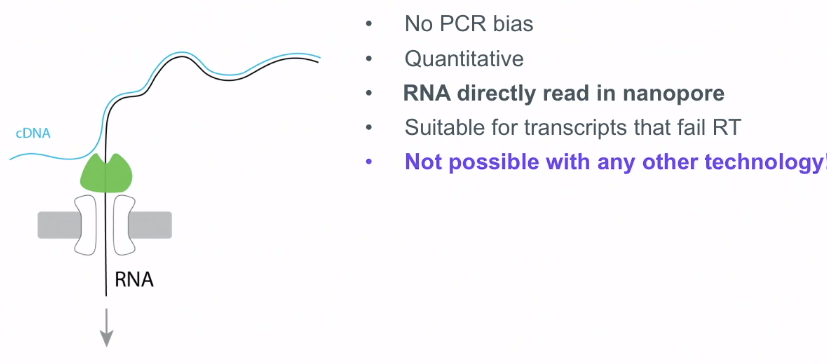 No PCR bias
Quantitative
RNA directly read in nanopore
Suitable for transcripts that fail RT
Not possible with any other technology!
cDNA
RNA